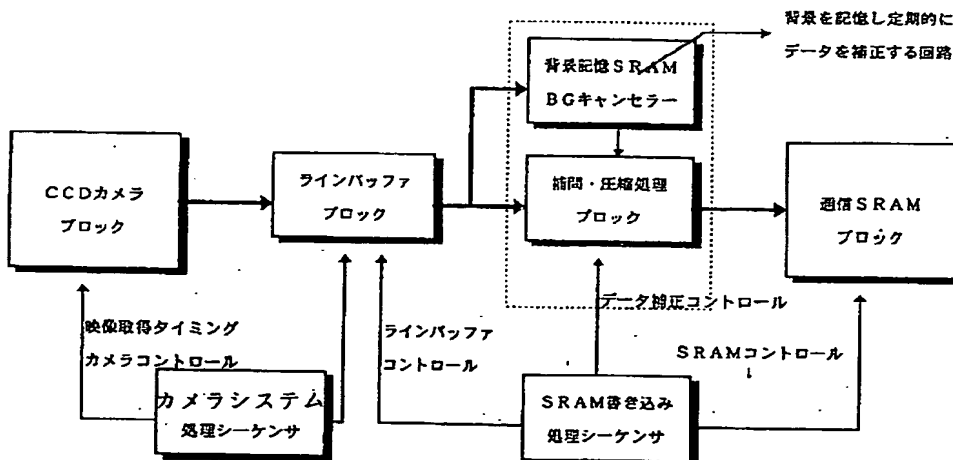 背景を記憶し定期的に
データを補正する回路
背景記憶SRAM
BGキャンセラー
CCDカメラ
ブロック
ラインバッファ
ブロック
補間・圧縮処理
ブロック
通信SRAM
ブロック
データ補正コントロール
映像取得タイミング
カメラコントロール
ラインバッファ
コントロール
SRAMコントロール
カメラシステム
処理シーケンサ
SRAM書き込み
処理シーケンサ